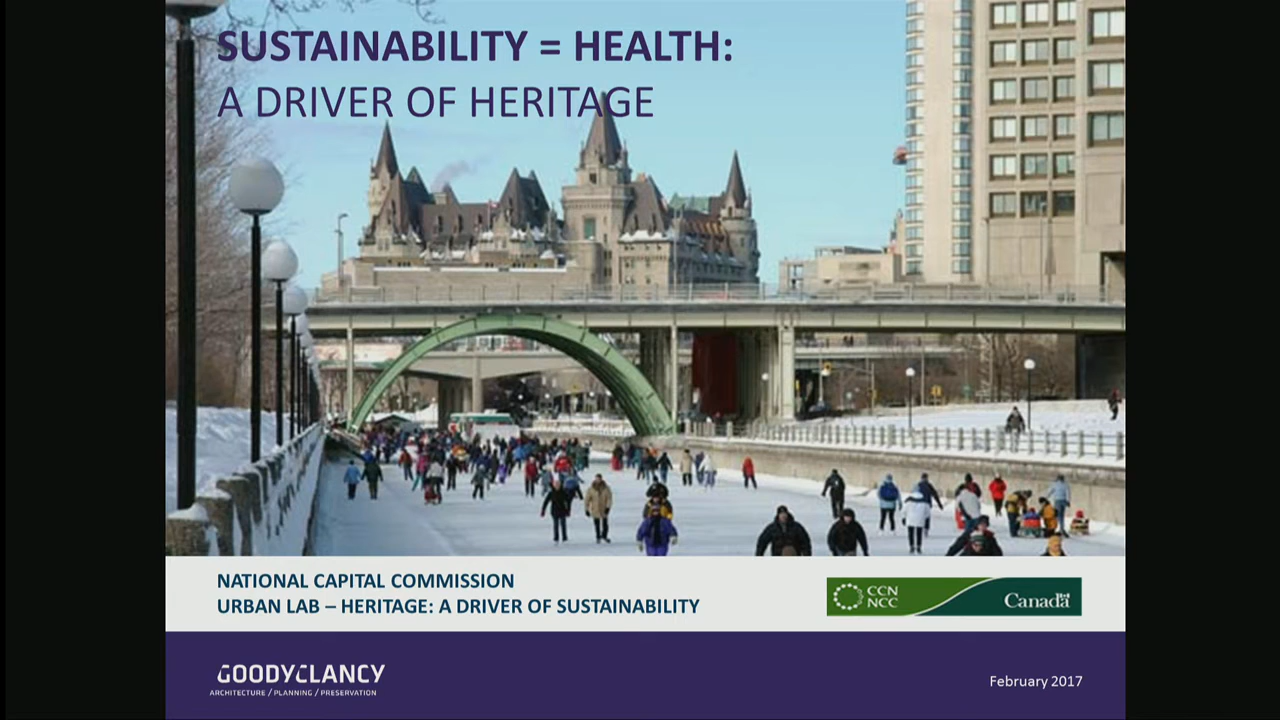 SUSTAINABILITY = HEALTH:
A DRIVER OF HERITAGE
NATIONAL CAPITAL COMMISSION
URBAN LAB – HERITAGE: A DRIVER OF SUSTAINABILITY
CCN
NCC
Canada
GOODYCLANCY
ARCHITECTURE / PLANNING / PRESERVATION
February 2017